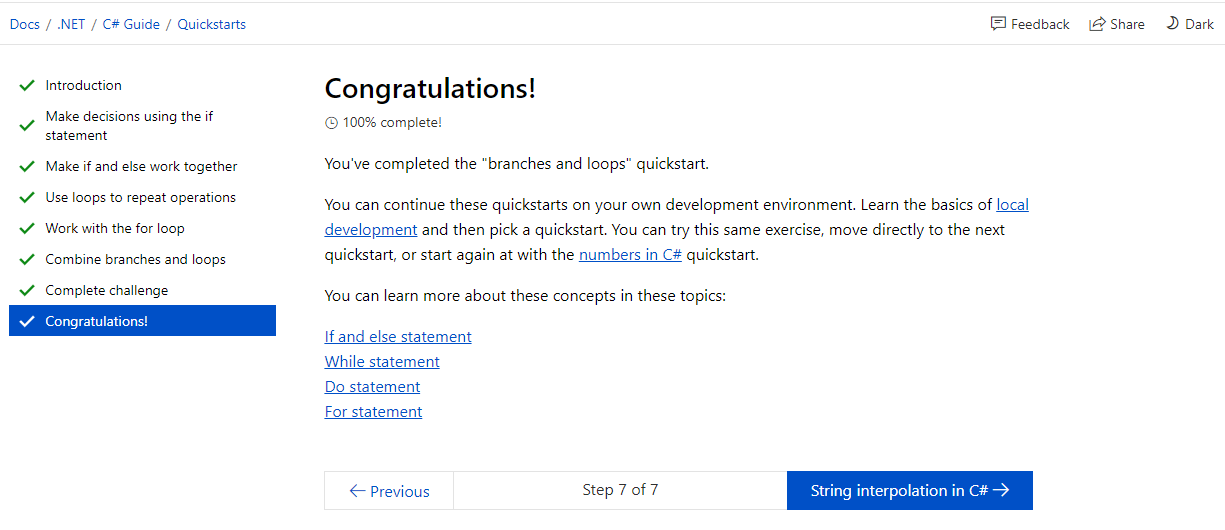 Docs / .NET / C# Guide / Quickstarts
Feedback Share Dark
Introduction
Make decisions using the if
statement
Make if and else work together
Use loops to repeat operations
Work with the for loop
Combine branches and loops
Complete challenge
Congratulations!
Congratulations!
100% complete!
You've completed the "branches and loops" quickstart.
You can continue these quickstarts on your own development environment. Learn the basics of local
development and then pick a quickstart. You can try this same exercise, move directly to the next
quickstart, or start again at with the numbers in C# quickstart.
You can learn more about these concepts in these topics:
If and else statement
While statement
Do statement
For statement
← Previous
Step 7 of 7
String interpolation in C# →